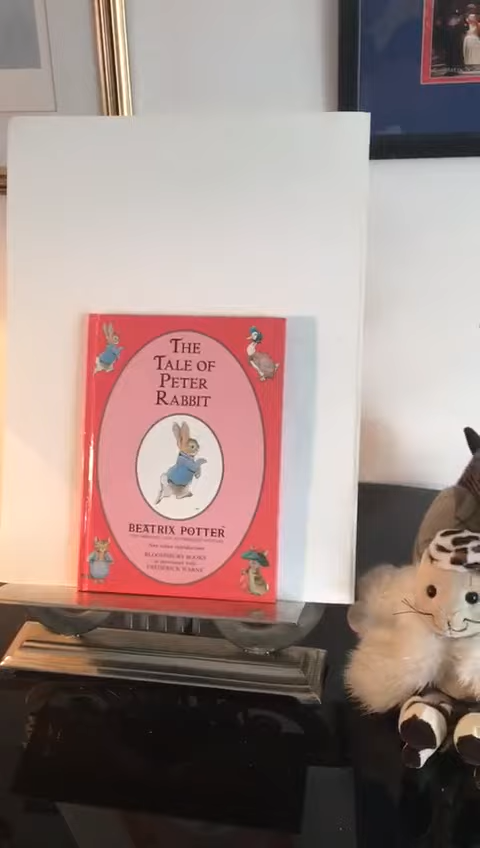 THE
TALE OF
PETER
RABBIT
BEATRIX POTTER
BLOOMSBURY BOOKS
FREDERICK WARNE